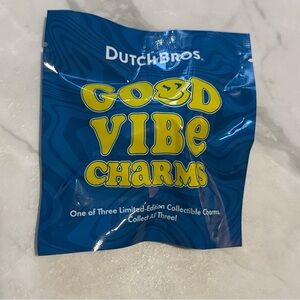 DUTCH BROS.
GOOD
VIBE
CHARMS
One of Three Limited-Edition Collectible Charms.
Collect All Three!